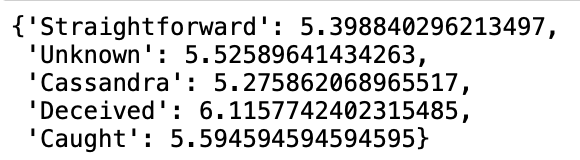 {'Straightforward': 5.398840296213497,
'Unknown': 5.52589641434263,
'Cassandra': 5.275862068965517,
'Deceived': 6.1157742402315485,
'Caught': 5.594594594594595}